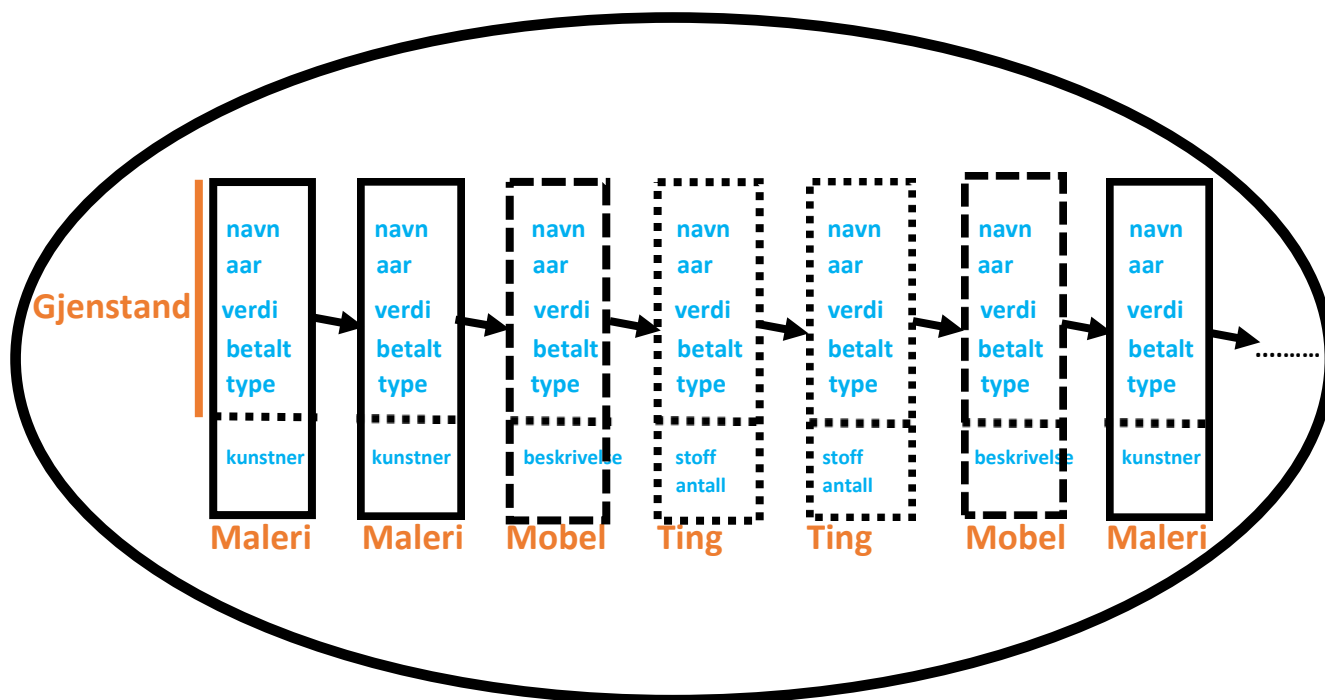 navn navn navn navn navn navn navn
aar aar aar aar aar aar aar
Gjenstand verdi verdi verdi verdi verdi verdi verdi
betalt betalt betalt betalt betalt betalt betalt
type type type type type type type
kunstner kunstner beskrivelse stoff stoff beskrivelse kunstner
antall antall
Maleri Maleri Mobel Ting Ting Mobel Maleri